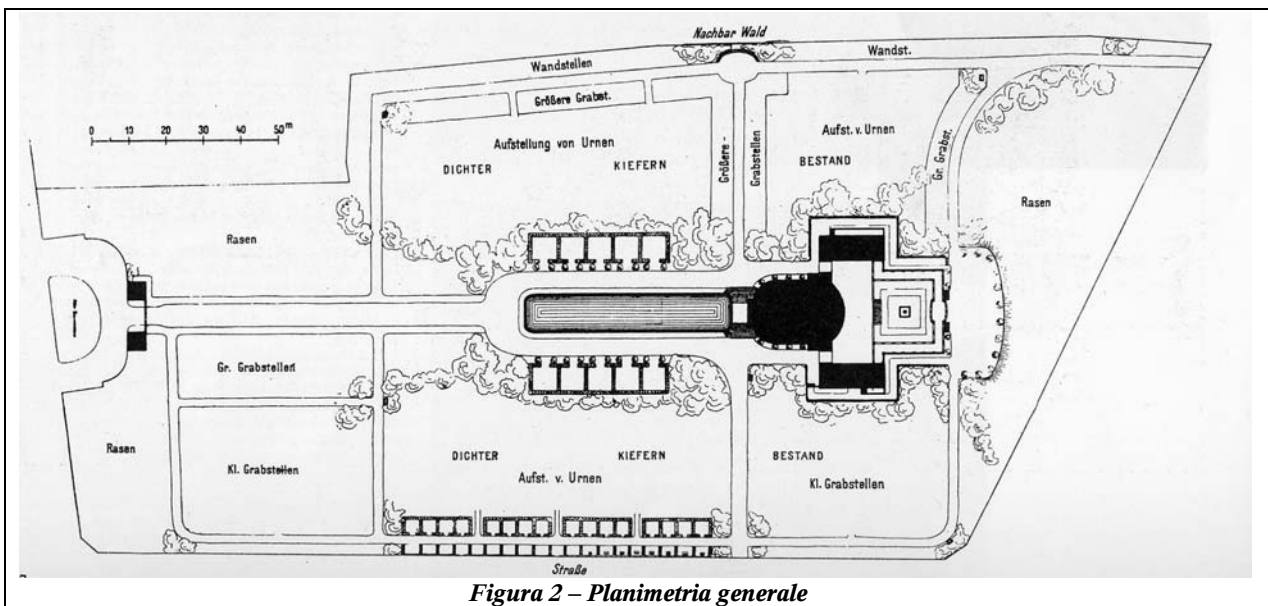 Nachbar Wald
Wandstellen
Wandst.
Größere Grabst.
0 10 20 30 40 50 m
Aufstellung von Urnen
Aufst. v. Urnen
DICHTER KIEFERN BESTAND
Größere-
Grabstellen
Gr. Grabst.
Rasen
Rasen
Gr. Grabstellen
Rasen
Kl. Grabstellen
DICHTER KIEFERN BESTAND
Aufst. v. Urnen
Kl. Grabstellen
Straße
Figura 2 – Planimetria generale